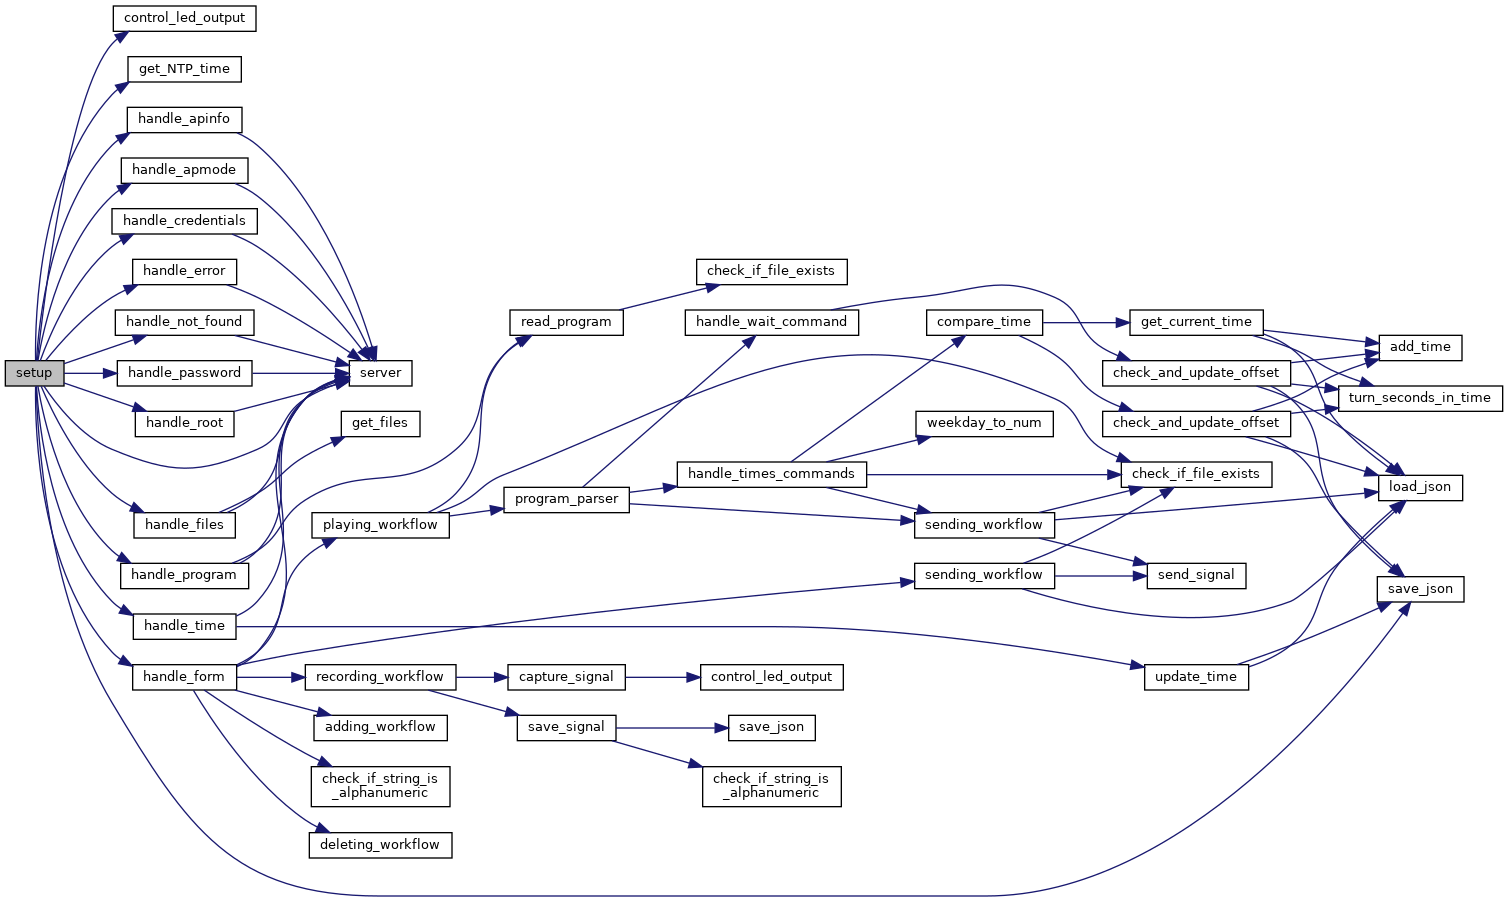 control_led_output
get_NTP_time
handle_apinfo
handle_apmode
handle_credentials
handle_error
handle_not_found
setup
handle_password
server
handle_root
get_files
handle_files
handle_program
handle_time
handle_form
playing_workflow
recording_workflow
adding_workflow
check_if_string_is
_alphanumeric
deleting_workflow
read_program
program_parser
capture_signal
save_signal
check_if_file_exists
handle_wait_command
handle_times_commands
control_led_output
save_json
check_if_string_is
_alphanumeric
compare_time
weekday_to_num
sending_workflow
sending_workflow
get_current_time
check_and_update_offset
check_and_update_offset
check_if_file_exists
send_signal
update_time
add_time
turn_seconds_in_time
load_json
save_json